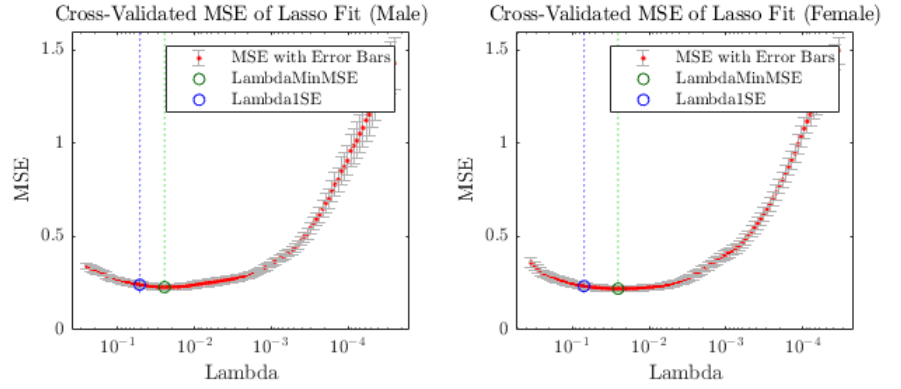 Cross-Validated MSE of Lasso Fit (Male)
1.5
1
0.5
0
MSE
MSE with Error Bars
LambdaMinMSE
Lambda1SE
10⁻¹
10⁻²
10⁻³
10⁻⁴
Lambda
Cross-Validated MSE of Lasso Fit (Female)
1.5
1
0.5
0
MSE
MSE with Error Bars
LambdaMinMSE
Lambda1SE
10⁻¹
10⁻²
10⁻³
10⁻⁴
Lambda